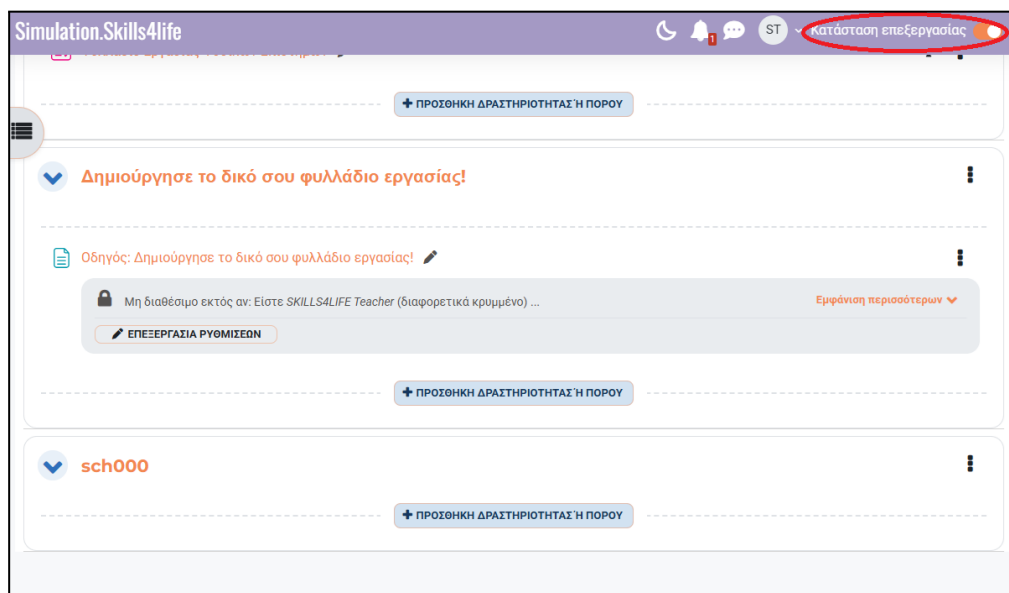 Simulation.Skills4life
1
ST
Κατάσταση επεξεργασίας
ΠΡΟΣΘΗΚΗ ΔΡΑΣΤΗΡΙΟΤΗΤΑΣ Ή ΠΟΡΟΥ
Δημιούργησε το δικό σου φυλλάδιο εργασίας!
Οδηγός: Δημιούργησε το δικό σου φυλλάδιο εργασίας!
Μη διαθέσιμο εκτός αν: Είστε SKILLS4LIFE Teacher (διαφορετικά κρυμμένο) ...
Εμφάνιση περισσότερων
ΕΠΕΞΕΡΓΑΣΙΑ ΡΥΘΜΙΣΕΩΝ
ΠΡΟΣΘΗΚΗ ΔΡΑΣΤΗΡΙΟΤΗΤΑΣ Ή ΠΟΡΟΥ
sch000
ΠΡΟΣΘΗΚΗ ΔΡΑΣΤΗΡΙΟΤΗΤΑΣ Ή ΠΟΡΟΥ